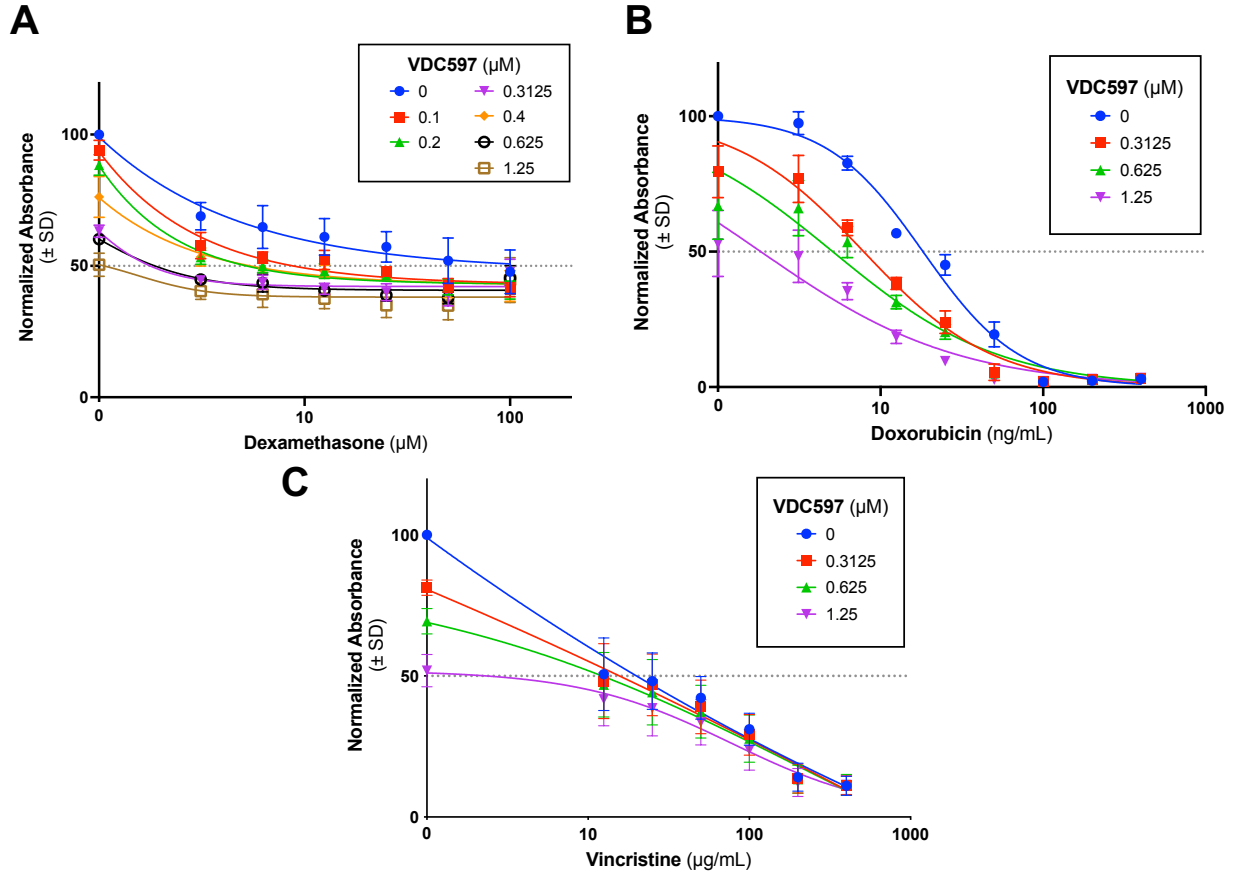 A
VDC597 (µM)
0
0.3125
0.1
0.4
0.2
0.625
1.25
100
50
0
Normalized Absorbance
(± SD)
0
10
100
Dexamethasone (µM)
B
VDC597 (µM)
0
0.3125
0.625
1.25
100
50
0
Normalized Absorbance
(± SD)
0
10
100
1000
Doxorubicin (ng/mL)
C
VDC597 (µM)
0
0.3125
0.625
1.25
100
50
0
Normalized Absorbance
(± SD)
0
10
100
1000
Vincristine (µg/mL)